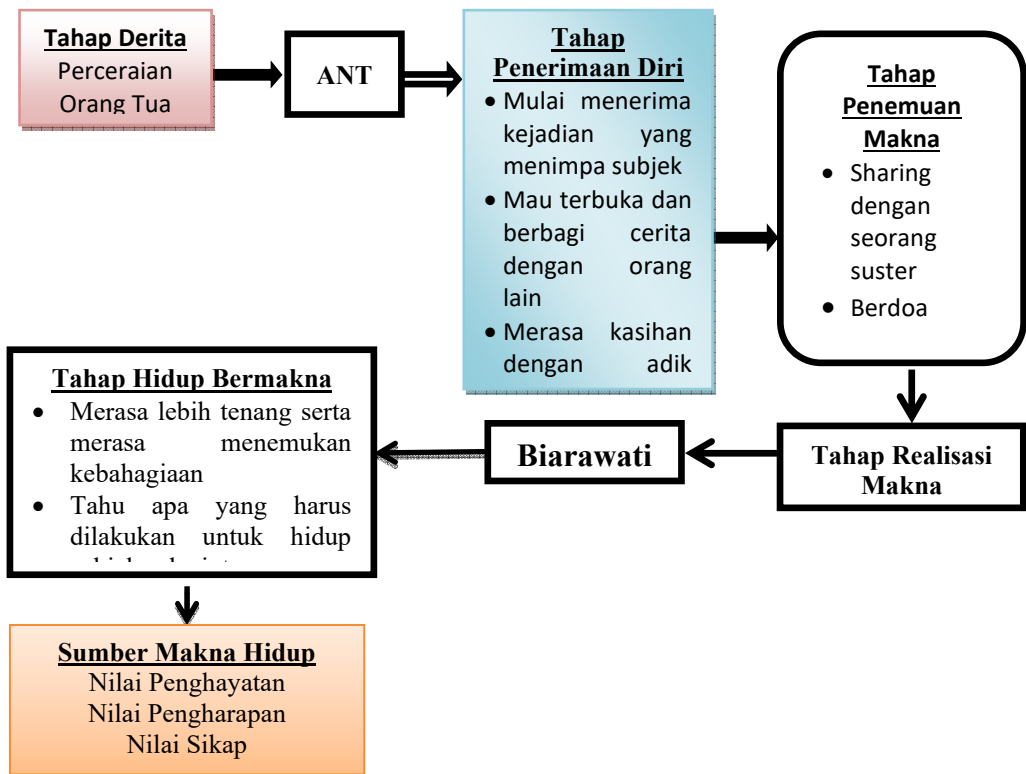 Tahap Derita
Perceraian
Orang Tua
ANT
Tahap
Penerimaan Diri
• Mulai menerima
kejadian yang
menimpa subjek
• Mau terbuka dan
berbagi cerita
dengan orang
lain
• Merasa kasihan
dengan adik
Tahap
Penemuan
Makna
• Sharing
dengan
seorang
suster
• Berdoa
Tahap Realisasi
Makna
Biarawati
Tahap Hidup Bermakna
• Merasa lebih tenang serta
merasa menemukan
kebahagiaan
• Tahu apa yang harus
dilakukan untuk hidup
Sumber Makna Hidup
Nilai Penghayatan
Nilai Pengharapan
Nilai Sikap